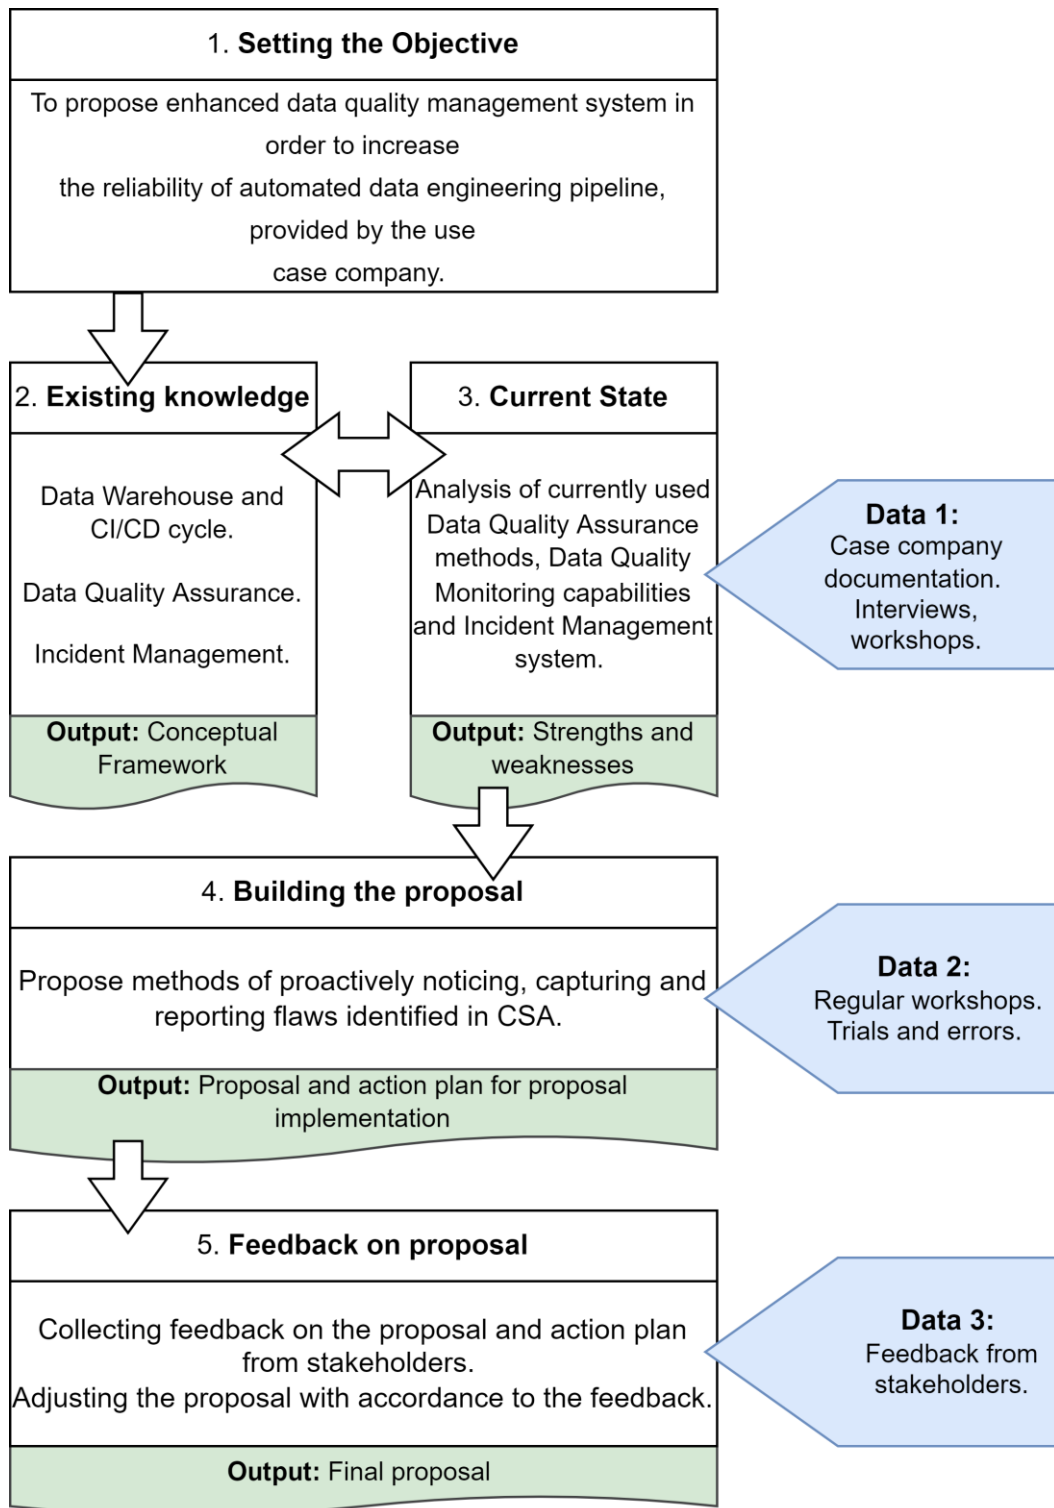 1. Setting the Objective
To propose enhanced data quality management system in
order to increase
the reliability of automated data engineering pipeline,
provided by the use
case company.
2. Existing knowledge
Data Warehouse and
CI/CD cycle.
Data Quality Assurance.
Incident Management.
Output: Conceptual
Framework
3. Current State
Analysis of currently used
Data Quality Assurance
methods, Data Quality
Monitoring capabilities
and Incident Management
system.
Output: Strengths and
weaknesses
Data 1:
Case company
documentation.
Interviews,
workshops.
4. Building the proposal
Propose methods of proactively noticing, capturing and
reporting flaws identified in CSA.
Output: Proposal and action plan for proposal
implementation
Data 2:
Regular workshops.
Trials and errors.
5. Feedback on proposal
Collecting feedback on the proposal and action plan
from stakeholders.
Adjusting the proposal with accordance to the feedback.
Output: Final proposal
Data 3:
Feedback from
stakeholders.